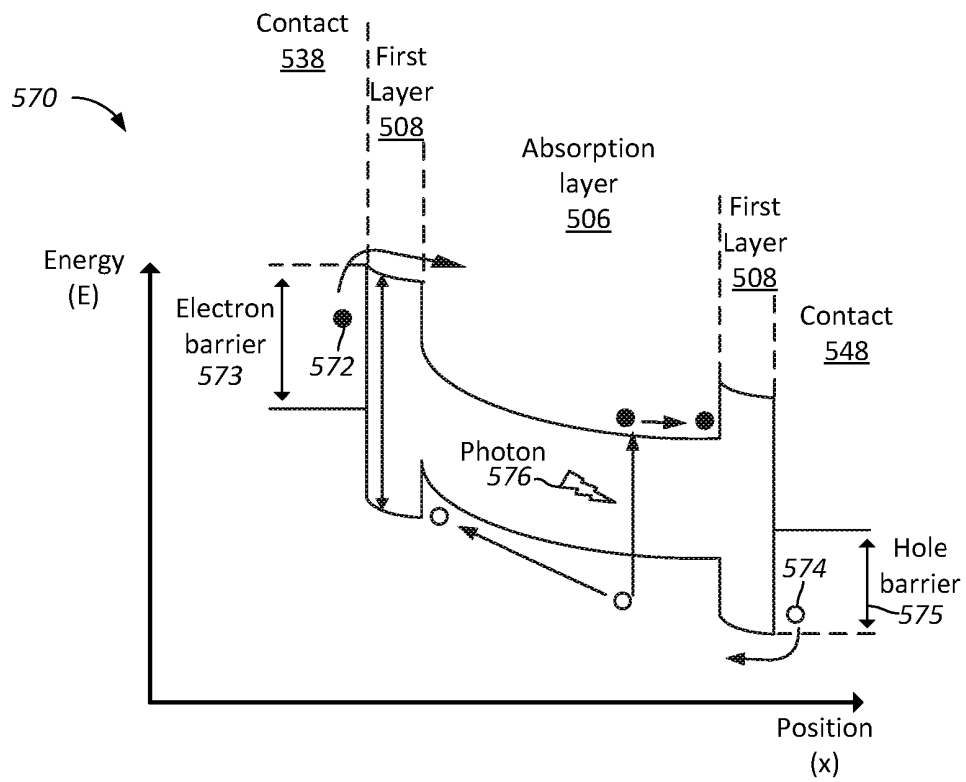 Contact
538
First
Layer
508
570
Absorption
layer
506
First
Layer
508
Energy
(E)
Contact
548
Electron
barrier
573
572
Photon
576
574
Hole
barrier
575
Position
(x)